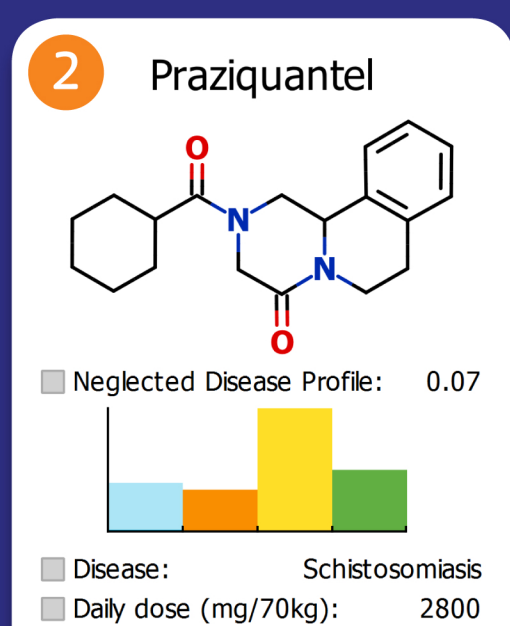 2
Praziquantel
O
N
N
O
Neglected Disease Profile: 0.07
Disease: Schistosomiasis
Daily dose (mg/70kg): 2800